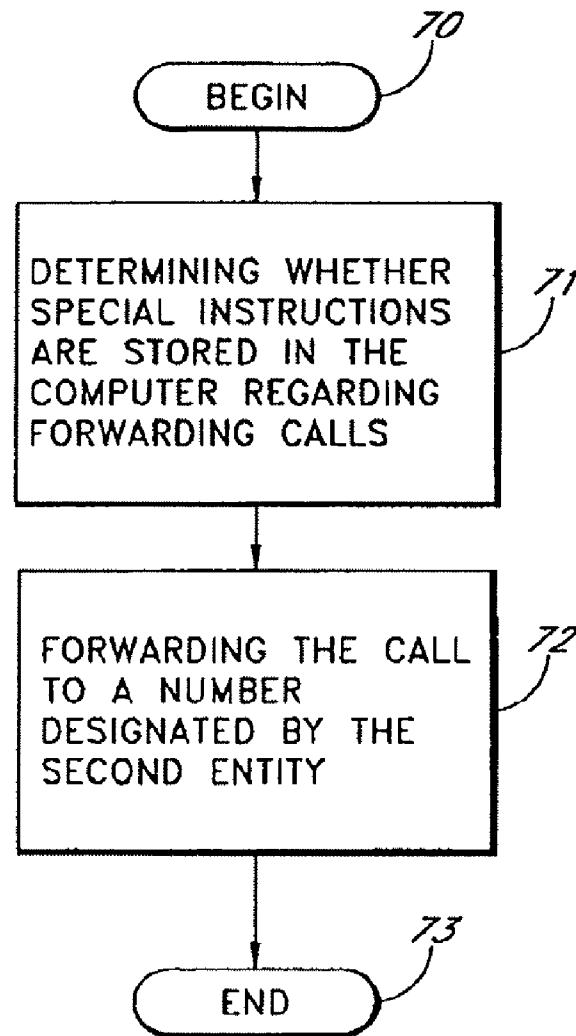 70
BEGIN
DETERMINING WHETHER
SPECIAL INSTRUCTIONS
ARE STORED IN THE
COMPUTER REGARDING
FORWARDING CALLS
71
FORWARDING THE CALL
TO A NUMBER
DESIGNATED BY THE
SECOND ENTITY
72
73
END